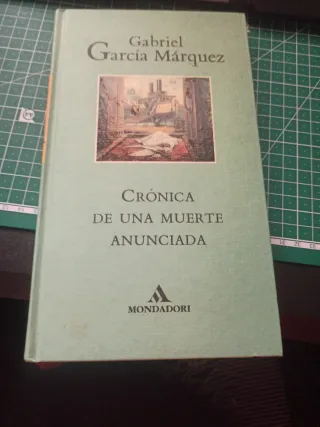 Gabriel
García Márquez
CRÓNICA
DE UNA MUERTE
ANUNCIADA
MONDADORI